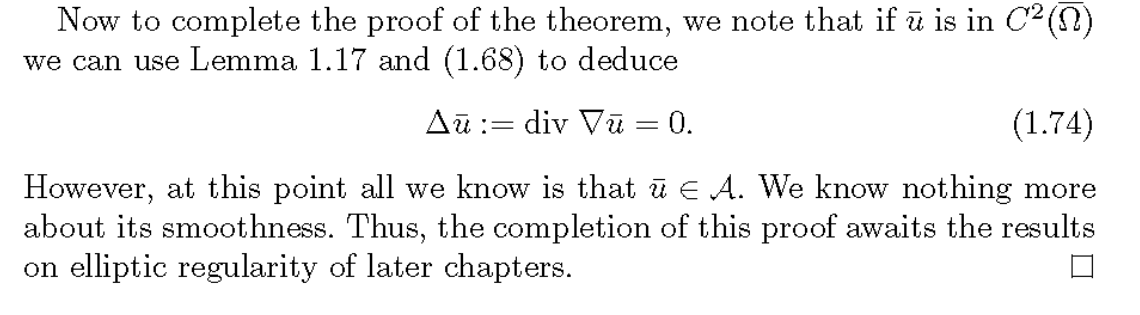 Now to complete the proof of the theorem, we note that if ū is in C²(Ω̅)
we can use Lemma 1.17 and (1.68) to deduce
Δū := div ∇ū = 0. (1.74)
However, at this point all we know is that ū ∈ 𝒜. We know nothing more
about its smoothness. Thus, the completion of this proof awaits the results
on elliptic regularity of later chapters. □